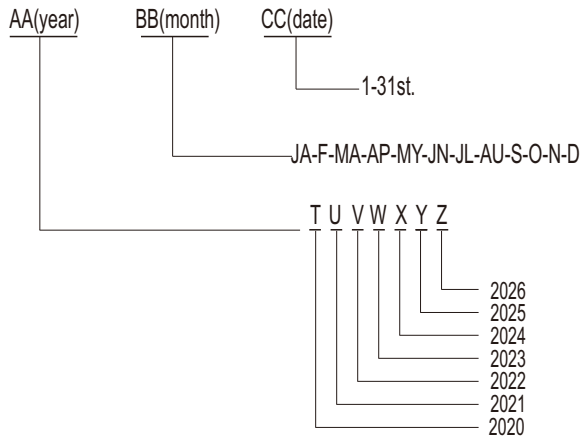 AA(year) BB(month) CC(date)
1-31st.
JA-F-MA-AP-MY-JN-JL-AU-S-O-N-D
T U V W X Y Z
2026
2025
2024
2023
2022
2021
2020